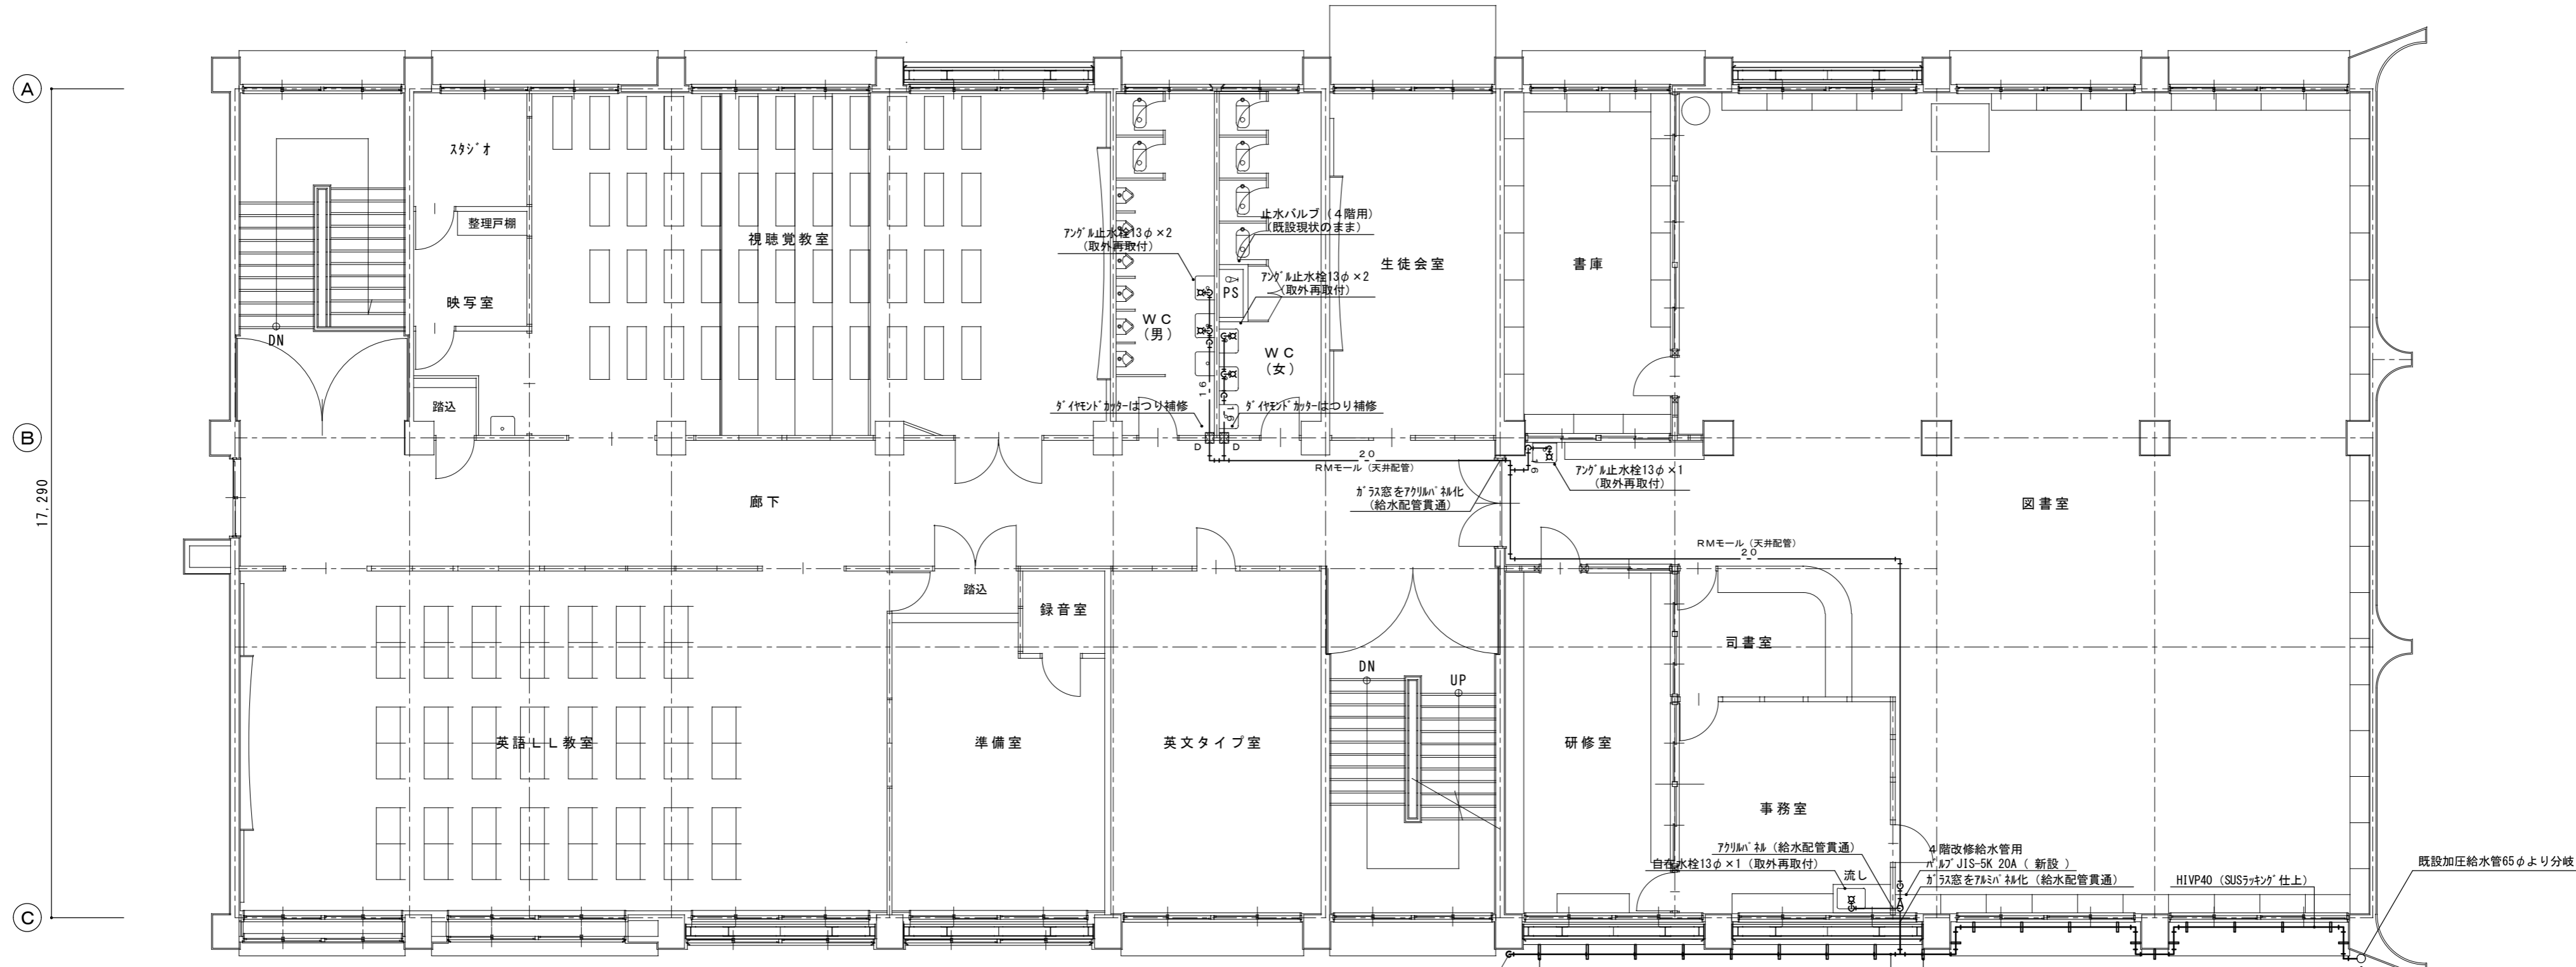 A
スタジオ
整理戸棚
視聴覚教室
アングル止水栓13φ×2
(取外再取付)
止水バルブ (4階用)
(既設現状のまま)
生徒会室
書庫
アングル止水栓13φ×2
(取外再取付)
PS
映写室
WC
(男)
DN
WC
(女)
16
踏込
ダイヤモンドカッターはつり補修
16
ダイヤモンドカッターはつり補修
B
D
D
20
RMモール (天井配管)
16
アングル止水栓13φ×1
(取外再取付)
ガラス窓をアクリルパネル化
(給水配管貫通)
17,290
廊下
図書室
RMモール (天井配管)
20
踏込
録音室
司書室
DN
UP
英語LL教室
準備室
英文タイプ室
研修室
事務室
アクリルパネル (給水配管貫通)
自在水栓13φ×1 (取外再取付)
流し
4階改修給水管用
バルブJIS-5K 20A ( 新設 )
ガラス窓をアルミパネル化 (給水配管貫通)
HIVP40 (SUSラッキング仕上)
既設加圧給水管65φより分岐
C